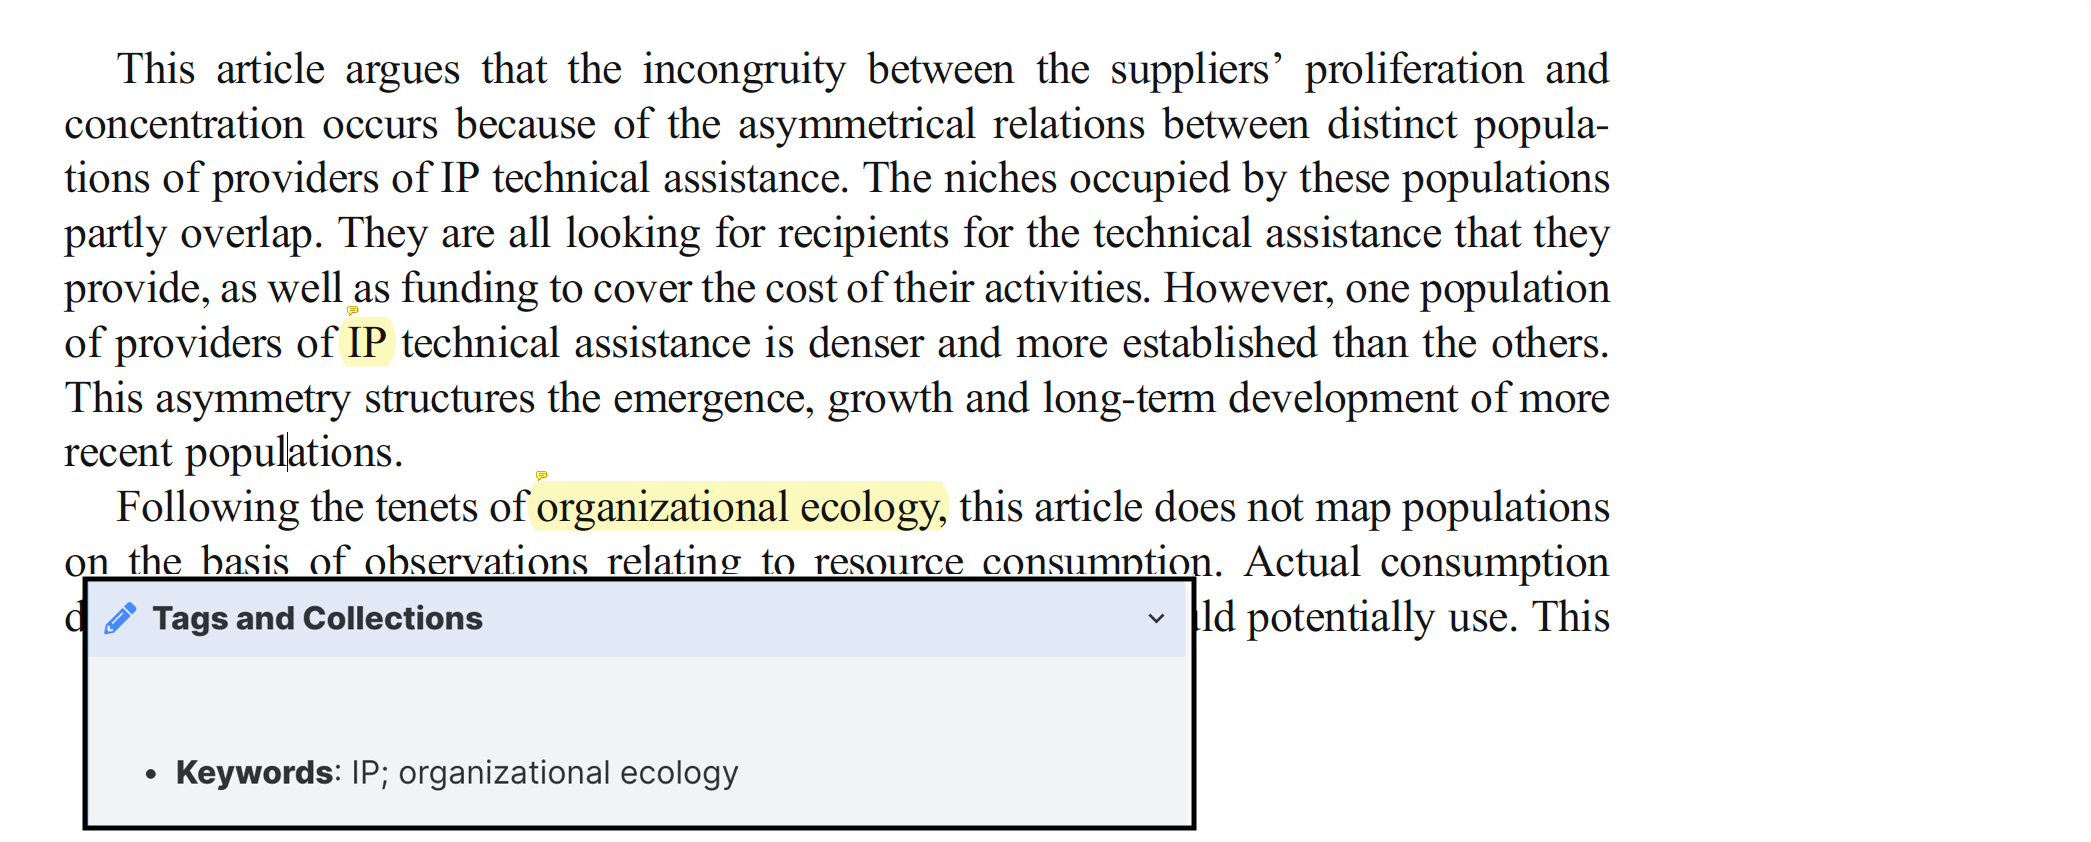 This article argues that the incongruity between the suppliers’ proliferation and
concentration occurs because of the asymmetrical relations between distinct popula-
tions of providers of IP technical assistance. The niches occupied by these populations
partly overlap. They are all looking for recipients for the technical assistance that they
provide, as well as funding to cover the cost of their activities. However, one population
of providers of IP technical assistance is denser and more established than the others.
This asymmetry structures the emergence, growth and long-term development of more
recent populations.
Following the tenets of organizational ecology, this article does not map populations
on the basis of observations relating to resource consumption. Actual consumption
potentially use. This
Tags and Collections
• Keywords: IP; organizational ecology